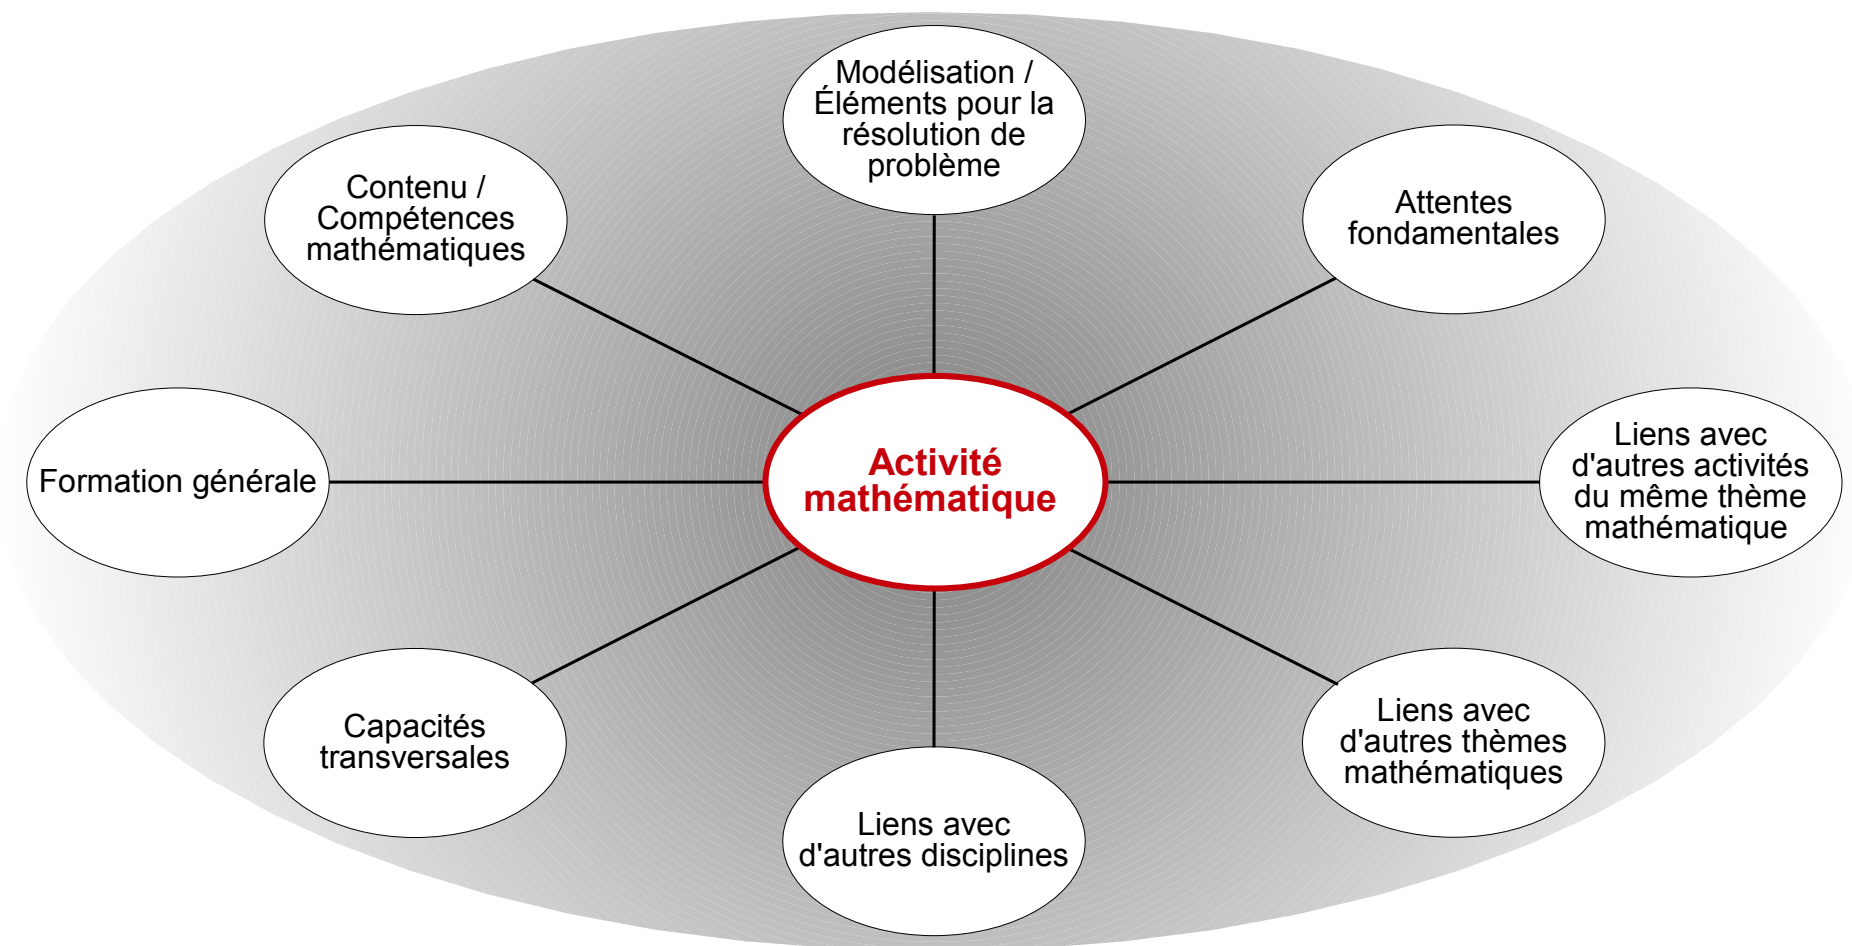 Modélisation /
Éléments pour la
résolution de
problème
Contenu /
Compétences
mathématiques
Attentes
fondamentales
Formation générale
Activité
mathématique
Liens avec
d'autres activités
du même thème
mathématique
Capacités
transversales
Liens avec
d'autres disciplines
Liens avec
d'autres thèmes
mathématiques